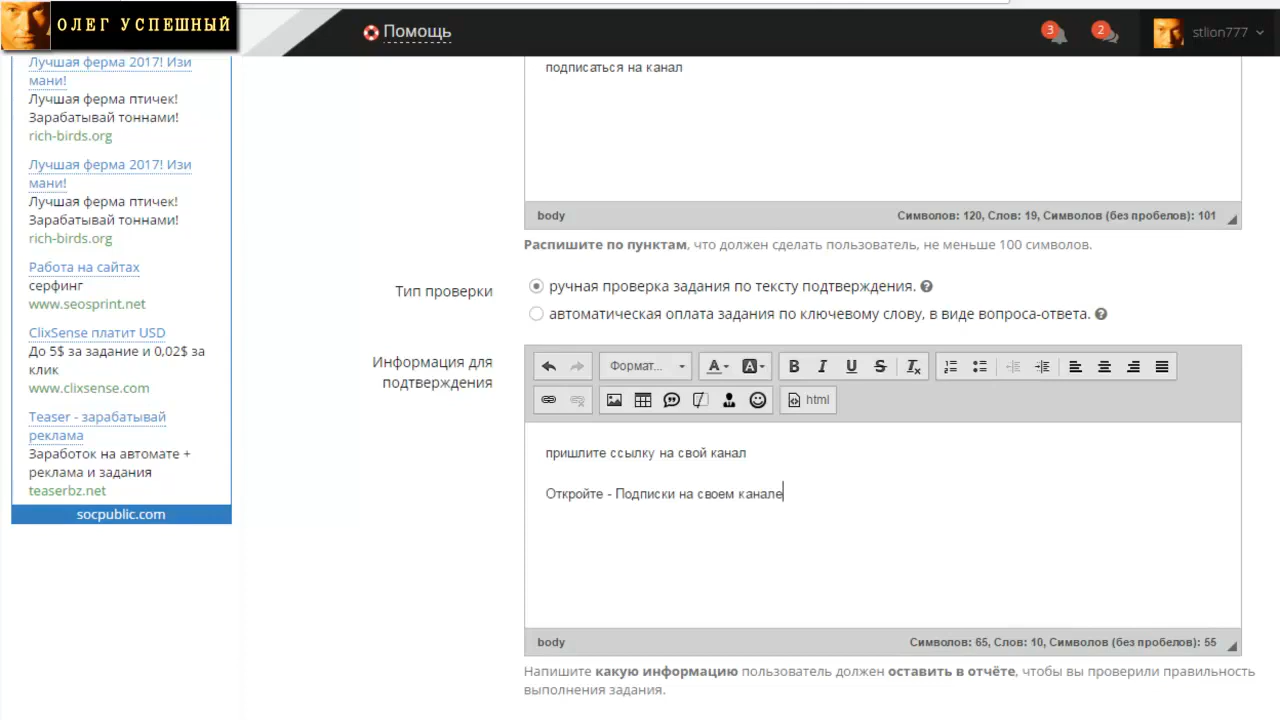 ОЛЕГ УСПЕШНЫЙ
Помощь
3
2
stlion777
Лучшая ферма 2017! Изи
мани!
Лучшая ферма птичек!
Зарабатывай тоннами!
rich-birds.org
Лучшая ферма 2017! Изи
мани!
Лучшая ферма птичек!
Зарабатывай тоннами!
rich-birds.org
Работа на сайтах
серфинг
www.seosprint.net
ClixSense платит USD
До 5$ за задание и 0,02$ за
клик
www.clixsense.com
Teaser - зарабатывай
реклама
Заработок на автомате +
реклама и задания
teaserbz.net
socpublic.com
подписаться на канал
body
Символов: 120, Слов: 19, Символов (без пробелов): 101
Распишите по пунктам, что должен сделать пользователь, не меньше 100 символов.
Тип проверки
ручная проверка задания по тексту подтверждения. ?
автоматическая оплата задания по ключевому слову, в виде вопроса-ответа. ?
Информация для
подтверждения
Формат... A A B I U S Tx
html
пришлите ссылку на свой канал
Откройте - Подписки на своем канале
body
Символов: 65, Слов: 10, Символов (без пробелов): 55
Напишите какую информацию пользователь должен оставить в отчёте, чтобы вы проверили правильность
выполнения задания.